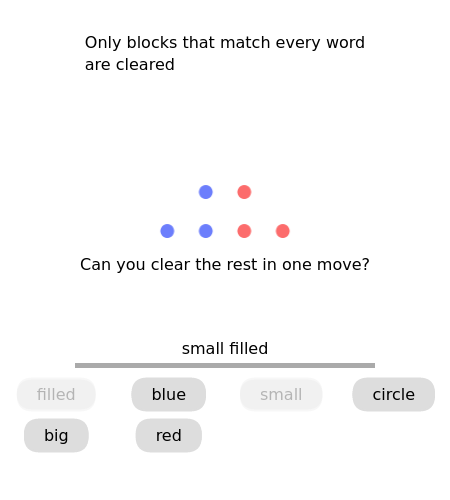 Only blocks that match every word
are cleared
Can you clear the rest in one move?
small filled
filled blue small circle
big red